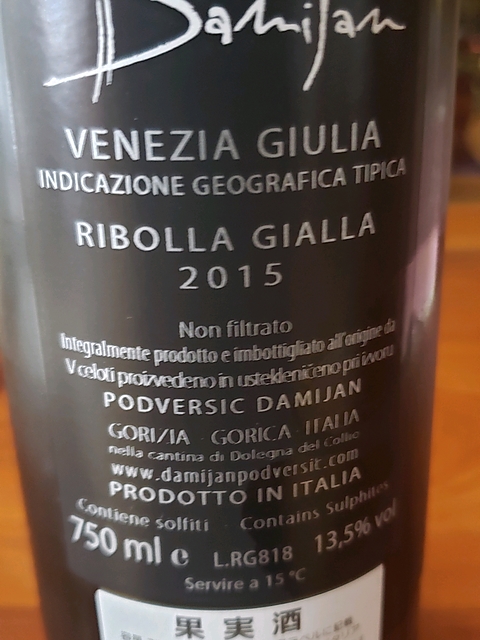 Damijan
VENEZIA GIULIA
INDICAZIONE GEOGRAFICA TIPICA
RIBOLLA GIALLA
2015
Non filtrato
Integralmente prodotto e imbottigliato all'origine da
V celoti proizvedeno in ustekleničeno pri izvoru
PODVERSIC DAMIJAN
GORIZIA · GORICA · ITALIA
nella cantina di Dolegna del Collio
www.damijanpodversic.com
PRODOTTO IN ITALIA
Contiene solfiti · Contains Sulphites
750 ml e L.RG818 13,5% vol
Servire a 15 °C
果実酒